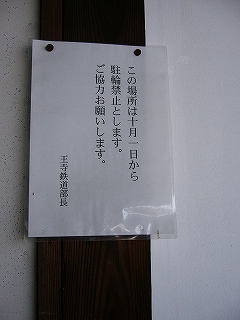 この場所は十月一日から
駐輪禁止とします。
ご協力お願いします。
王寺鉄道部長